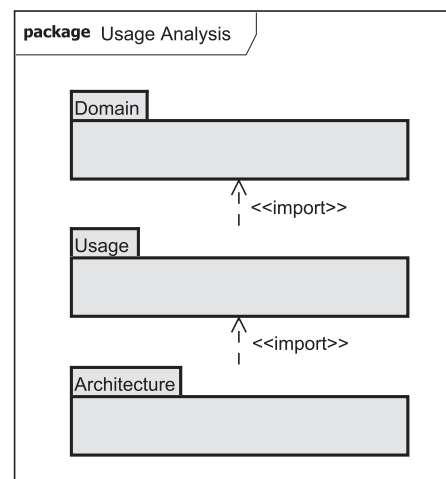 package Usage Analysis
Domain
<<import>>
Usage
<<import>>
Architecture